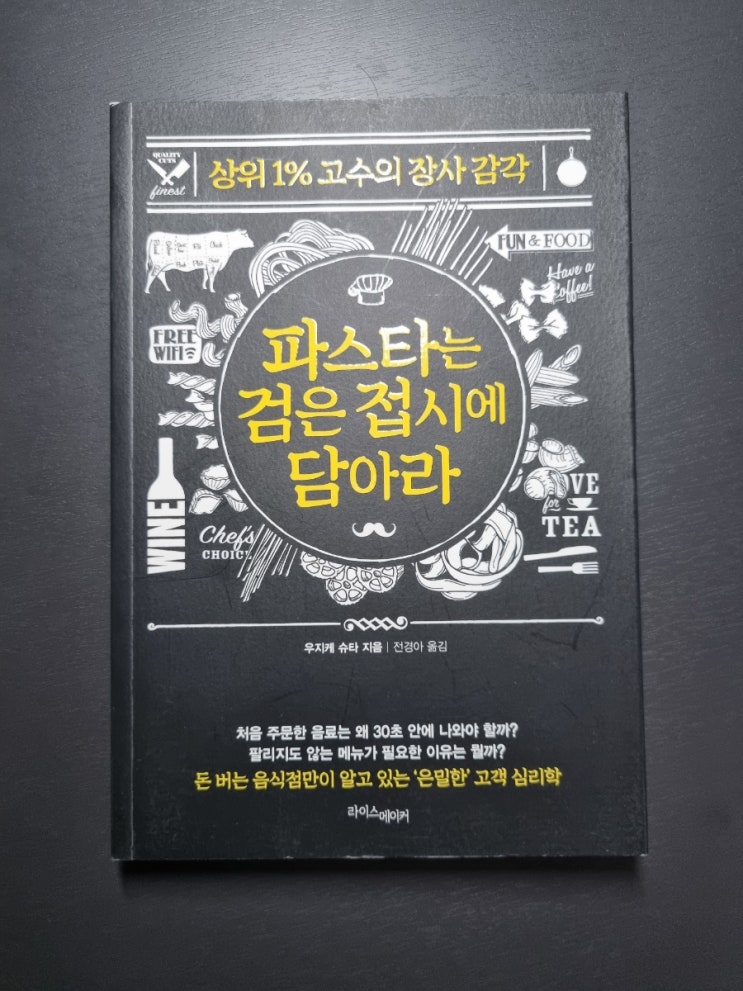 QUALITY
CUTS
finest
상위 1% 고수의 장사 감각
FUN & FOOD
Have a
Coffee!
FREE
WIFI
파스타는
검은 접시에
담아라
WINE
Chef's
CHOICE
LOVE
for
TEA
우지케 슈타 지음 | 전경아 옮김
처음 주문한 음료는 왜 30초 안에 나와야 할까?
팔리지도 않는 메뉴가 필요한 이유는 뭘까?
돈 버는 음식점만이 알고 있는 '은밀한' 고객 심리학
라이스메이커